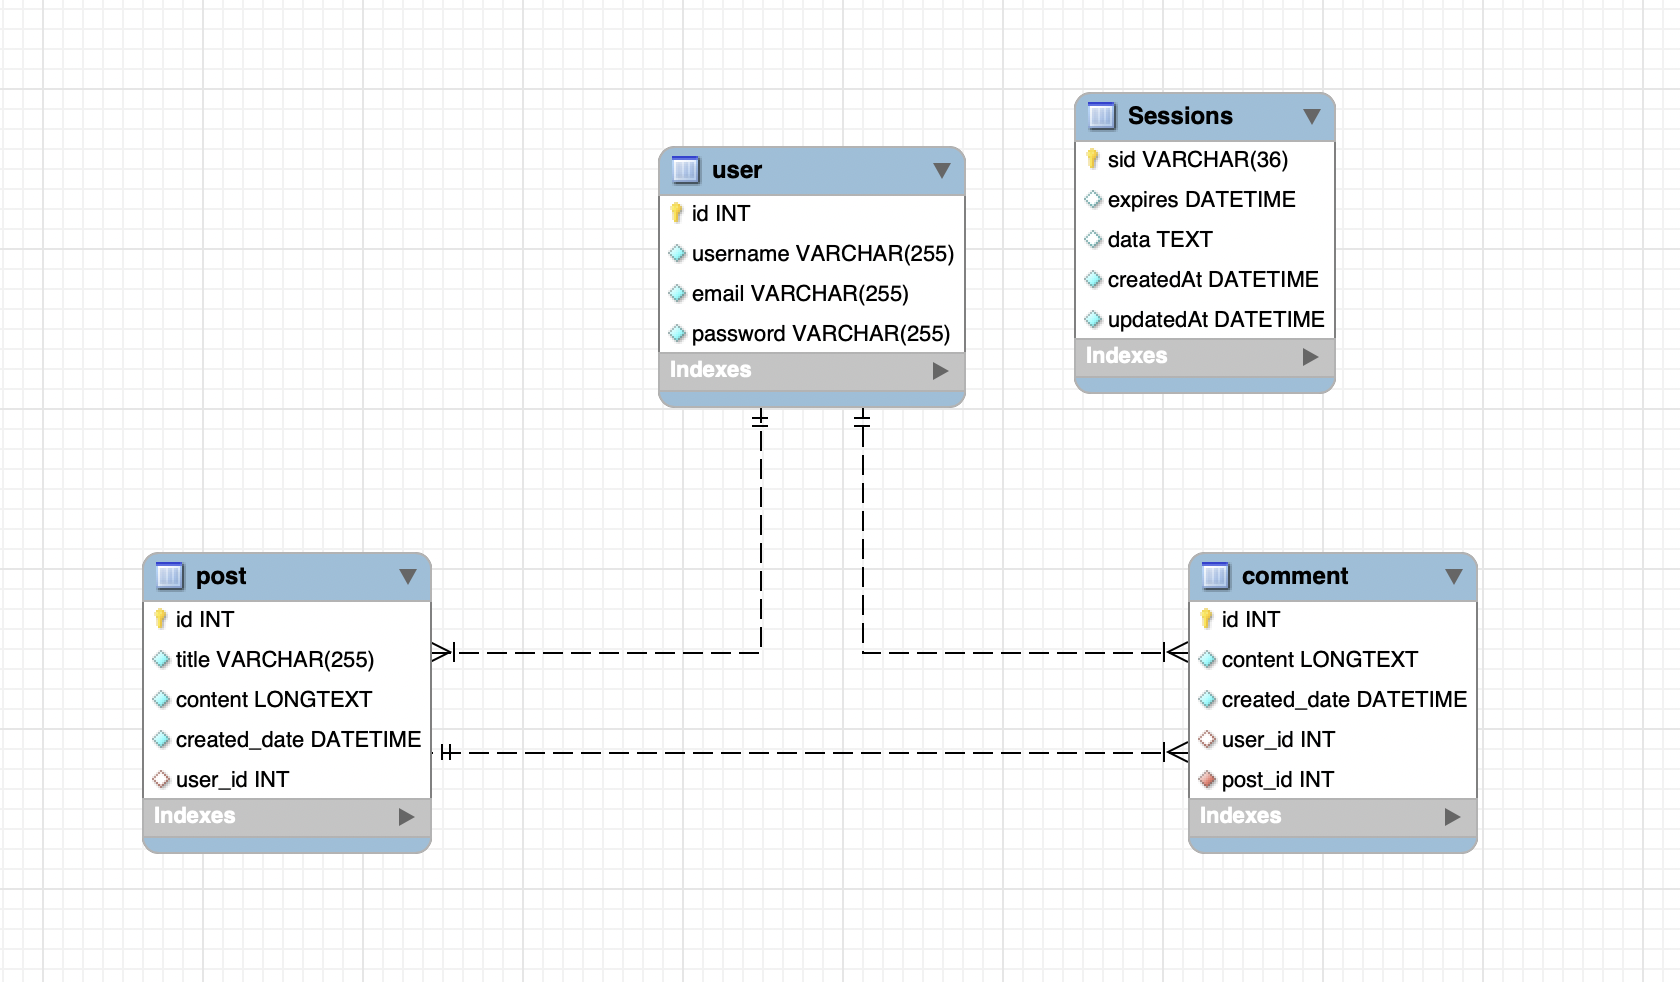 Sessions
sid VARCHAR(36)
expires DATETIME
data TEXT
createdAt DATETIME
updatedAt DATETIME
Indexes
user
id INT
username VARCHAR(255)
email VARCHAR(255)
password VARCHAR(255)
Indexes
post
id INT
title VARCHAR(255)
content LONGTEXT
created_date DATETIME
user_id INT
Indexes
comment
id INT
content LONGTEXT
created_date DATETIME
user_id INT
post_id INT
Indexes